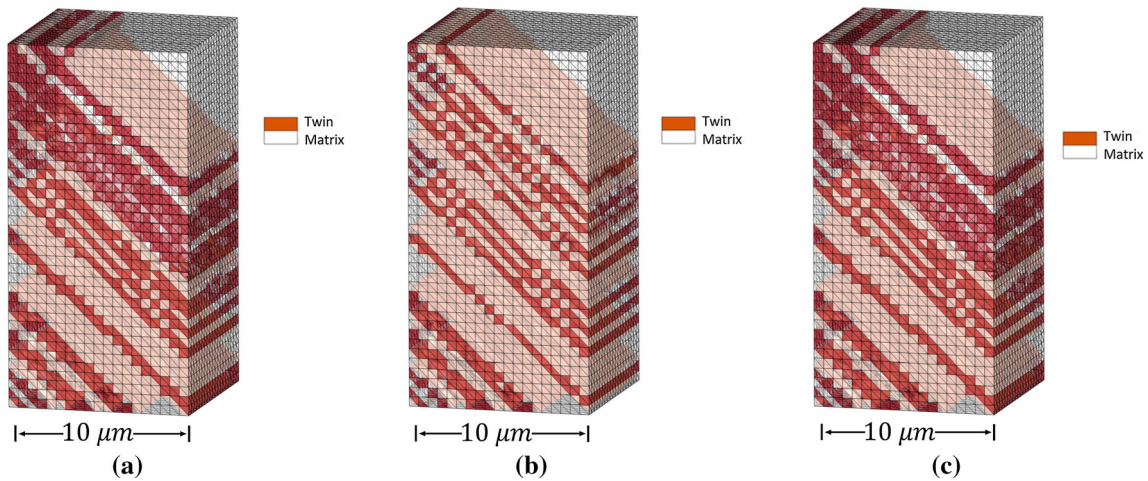 Twin
Matrix
10 μm
(a)
Twin
Matrix
10 μm
(b)
Twin
Matrix
10 μm
(c)